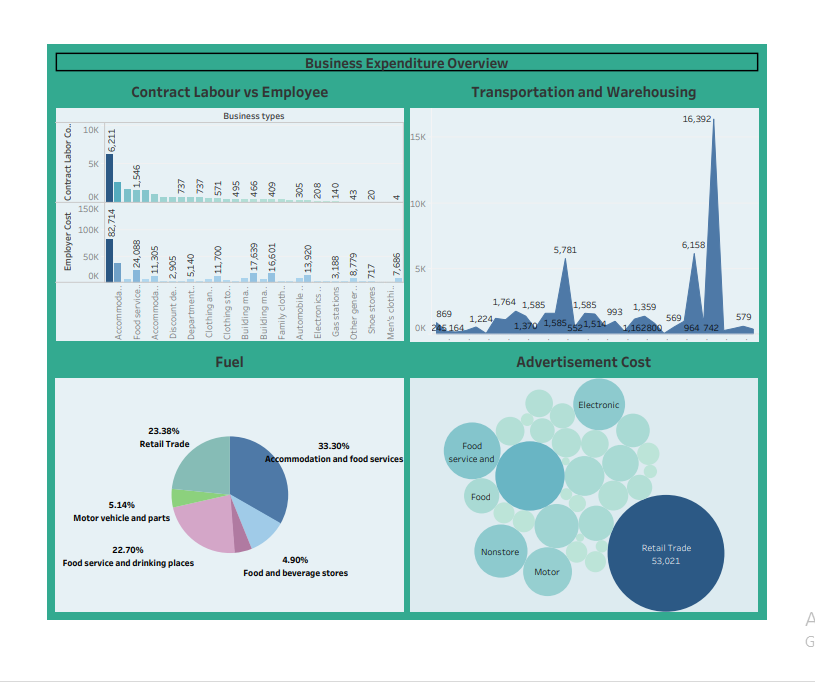 Business Expenditure Overview
Contract Labour vs Employee
Business types
Contract Labor Co..
10K
5K
0K
6,211
1,546
737
737
571
495
466
409
305
208
140
43
20
4
Employer Cost
150K
100K
50K
0K
82,714
24,088
11,305
2,905
5,140
11,700
17,639
16,601
13,920
3,188
8,779
717
7,686
Accommoda..
Food service..
Accommoda..
Discount de..
Department..
Clothing an..
Clothing sto..
Building ma..
Building ma..
Family cloth..
Automobile ..
Electronics ..
Gas stations
Other gener..
Shoe stores
Men's clothi..
Transportation and Warehousing
15K
10K
5K
0K
16,392
6,158
5,781
869
164
1,224
1,764
1,370
1,585
1,585
552
1,585
1,514
993
1,162
1,359
800
569
964
742
579
Fuel
23.38%
Retail Trade
33.30%
Accommodation and food services
5.14%
Motor vehicle and parts
22.70%
Food service and drinking places
4.90%
Food and beverage stores
Advertisement Cost
Electronic
Food
service and
Food
Nonstore
Motor
Retail Trade
53,021
A
G